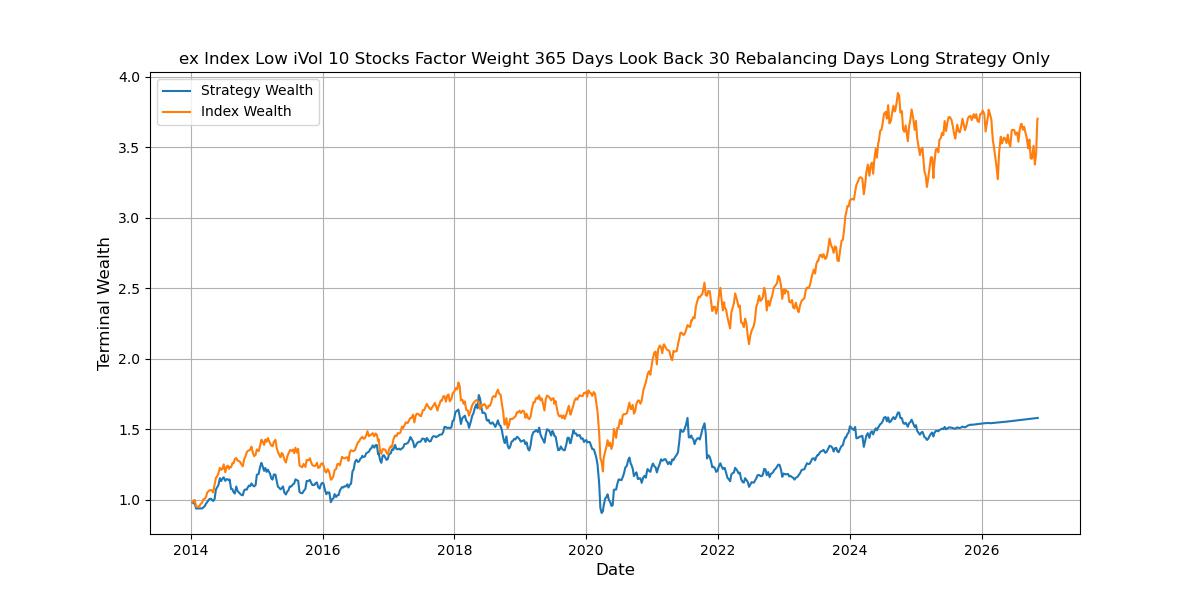 ex Index Low iVol 10 Stocks Factor Weight 365 Days Look Back 30 Rebalancing Days Long Strategy Only
Strategy Wealth
Index Wealth
Terminal Wealth
4.0
3.5
3.0
2.5
2.0
1.5
1.0
2014 2016 2018 2020 2022 2024 2026
Date